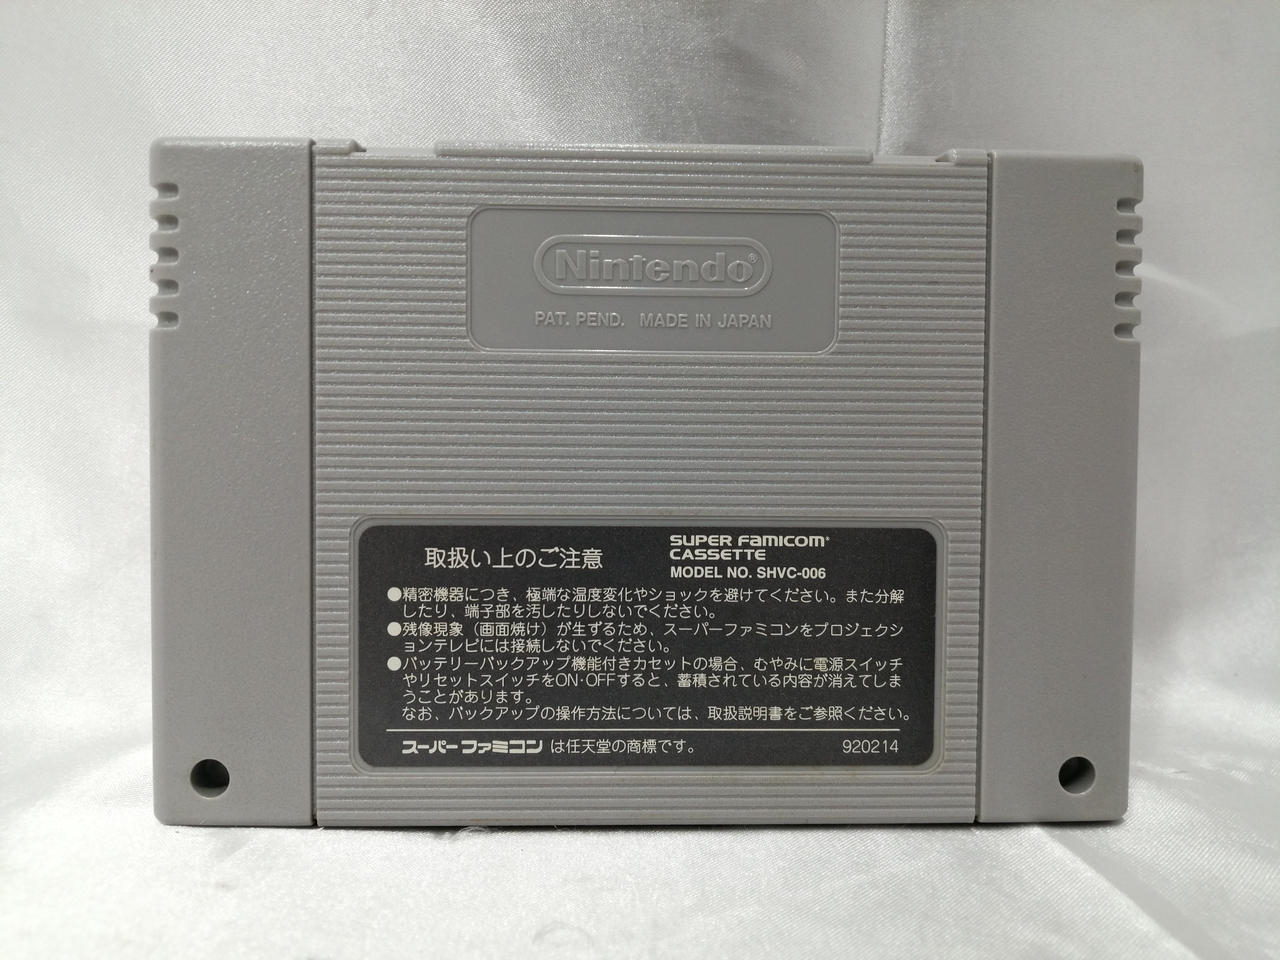 Nintendo®
PAT. PEND. MADE IN JAPAN
取扱い上のご注意
SUPER FAMICOM®
CASSETTE
MODEL NO. SHVC-006
●精密機器につき、極端な温度変化やショックを避けてください。また分解
したり、端子部を汚したりしないでください。
●残像現象（画面焼け）が生ずるため、スーパーファミコンをプロジェクシ
ョンテレビには接続しないでください。
●バッテリーバックアップ機能付きカセットの場合、むやみに電源スイッチ
やリセットスイッチをON·OFFすると、蓄積されている内容が消えてしま
うことがあります。
なお、バックアップの操作方法については、取扱説明書をご参照ください。
スーパーファミコン は任天堂の商標です。
920214